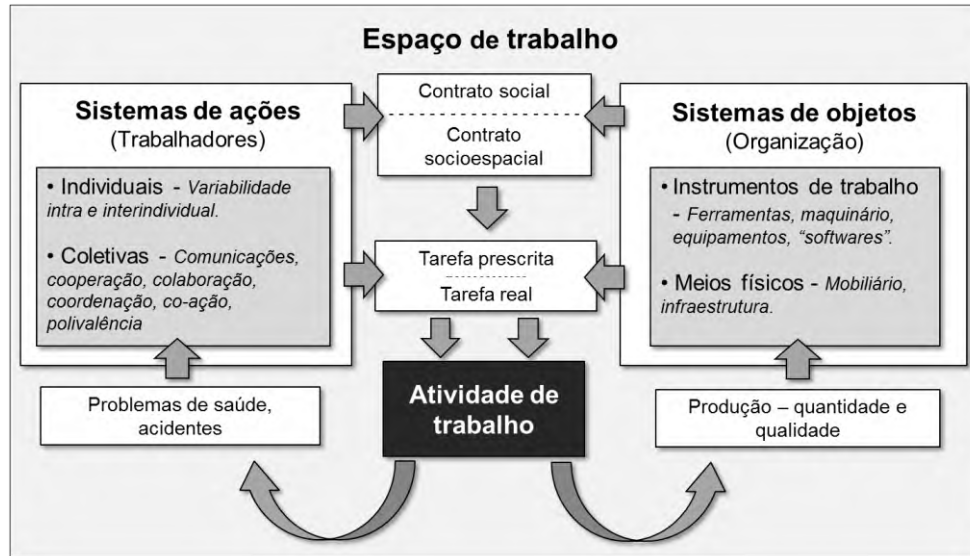 Espaço de trabalho
Sistemas de ações
(Trabalhadores)
• Individuais - Variabilidade
intra e interindividual.
• Coletivas - Comunicações,
cooperação, colaboração,
coordenação, co-ação,
polivalência
Problemas de saúde,
acidentes
Contrato social
Contrato
socioespacial
Tarefa prescrita
Tarefa real
Atividade de
trabalho
Sistemas de objetos
(Organização)
• Instrumentos de trabalho
- Ferramentas, maquinário,
equipamentos, “softwares”.
• Meios físicos - Mobiliário,
infraestrutura.
Produção – quantidade e
qualidade